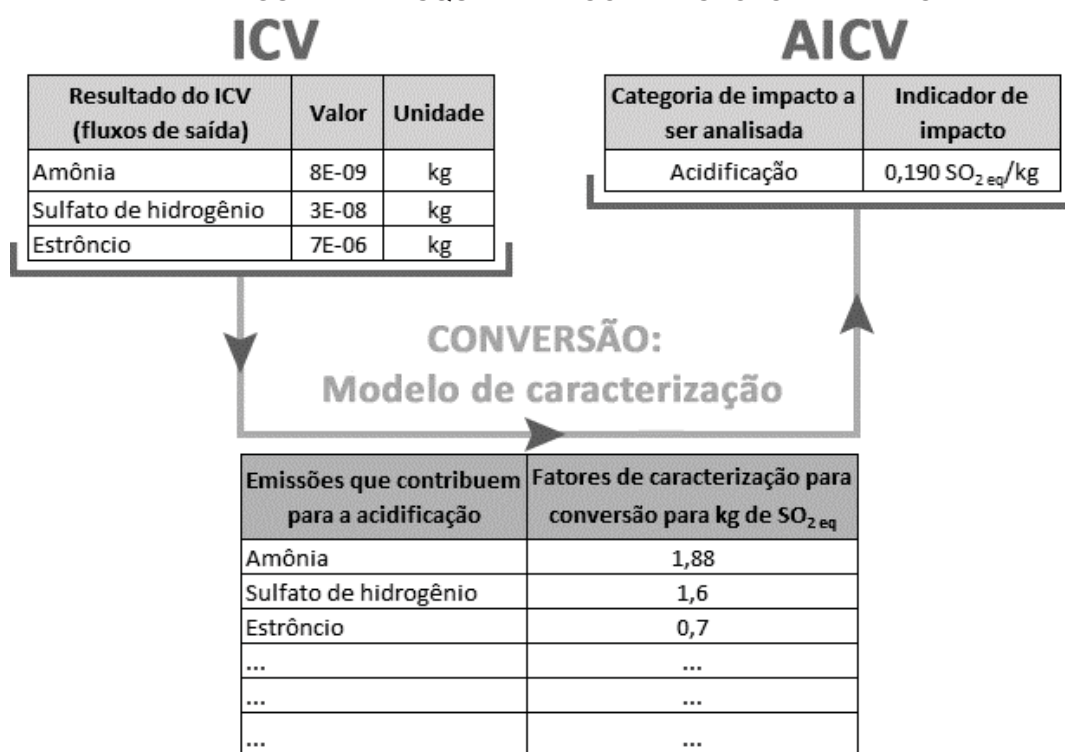 ICV
Resultado do ICV
(fluxos de saída) Valor Unidade
Amônia 8E-09 kg
Sulfato de hidrogênio 3E-08 kg
Estrôncio 7E-06 kg
AICV
Categoria de impacto a
ser analisada
Indicador de
impacto
Acidificação 0,190 SO2 eq/kg
CONVERSÃO:
Modelo de caracterização
Emissões que contribuem
para a acidificação
Fatores de caracterização para
conversão para kg de SO2 eq
Amônia 1,88
Sulfato de hidrogênio 1,6
Estrôncio 0,7
... ...
... ...
... ...